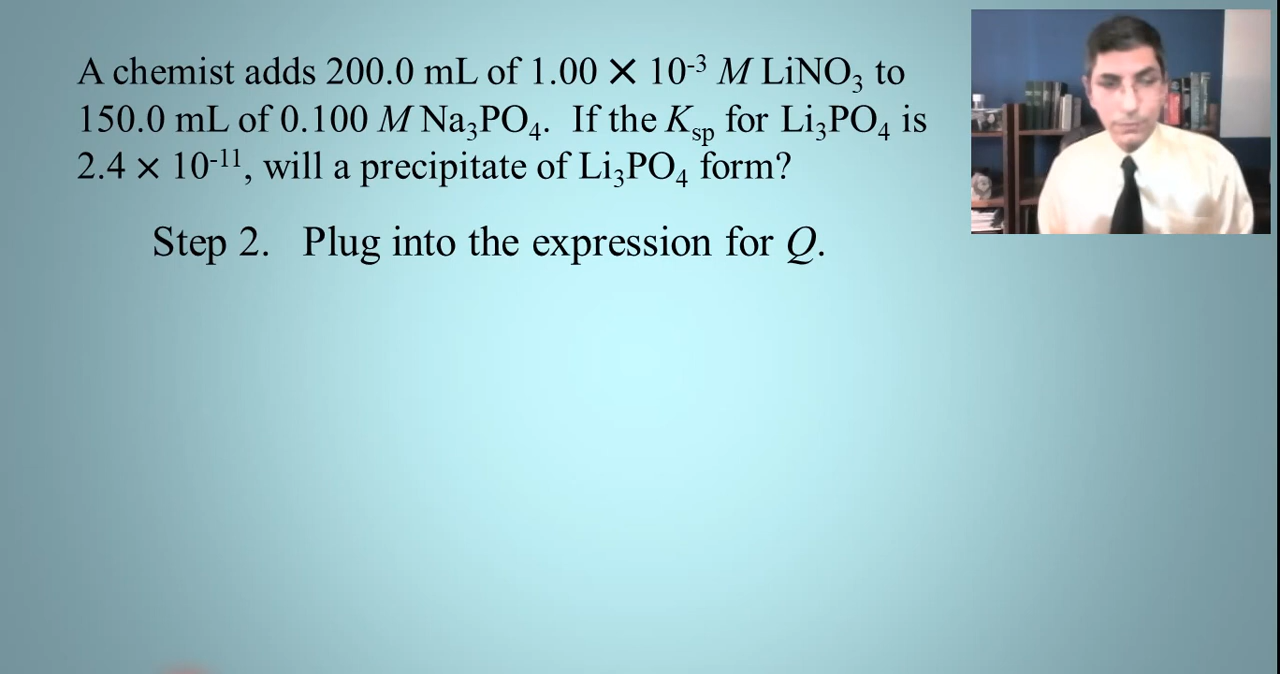 A chemist adds 200.0 mL of 1.00 × 10⁻³ M LiNO₃ to
150.0 mL of 0.100 M Na₃PO₄. If the Kₛₚ for Li₃PO₄ is
2.4 × 10⁻¹¹, will a precipitate of Li₃PO₄ form?
Step 2. Plug into the expression for Q.